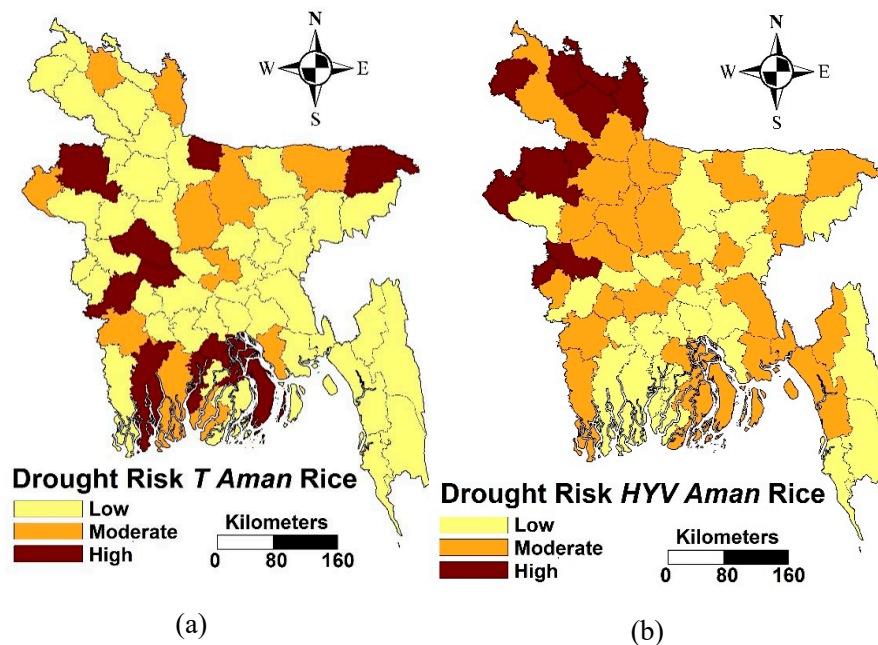 N
W E
S
Drought Risk T Aman Rice
Low
Moderate
High
Kilometers
0 80 160
(a)
N
W E
S
Drought Risk HYV Aman Rice
Low
Moderate
High
Kilometers
0 80 160
(b)